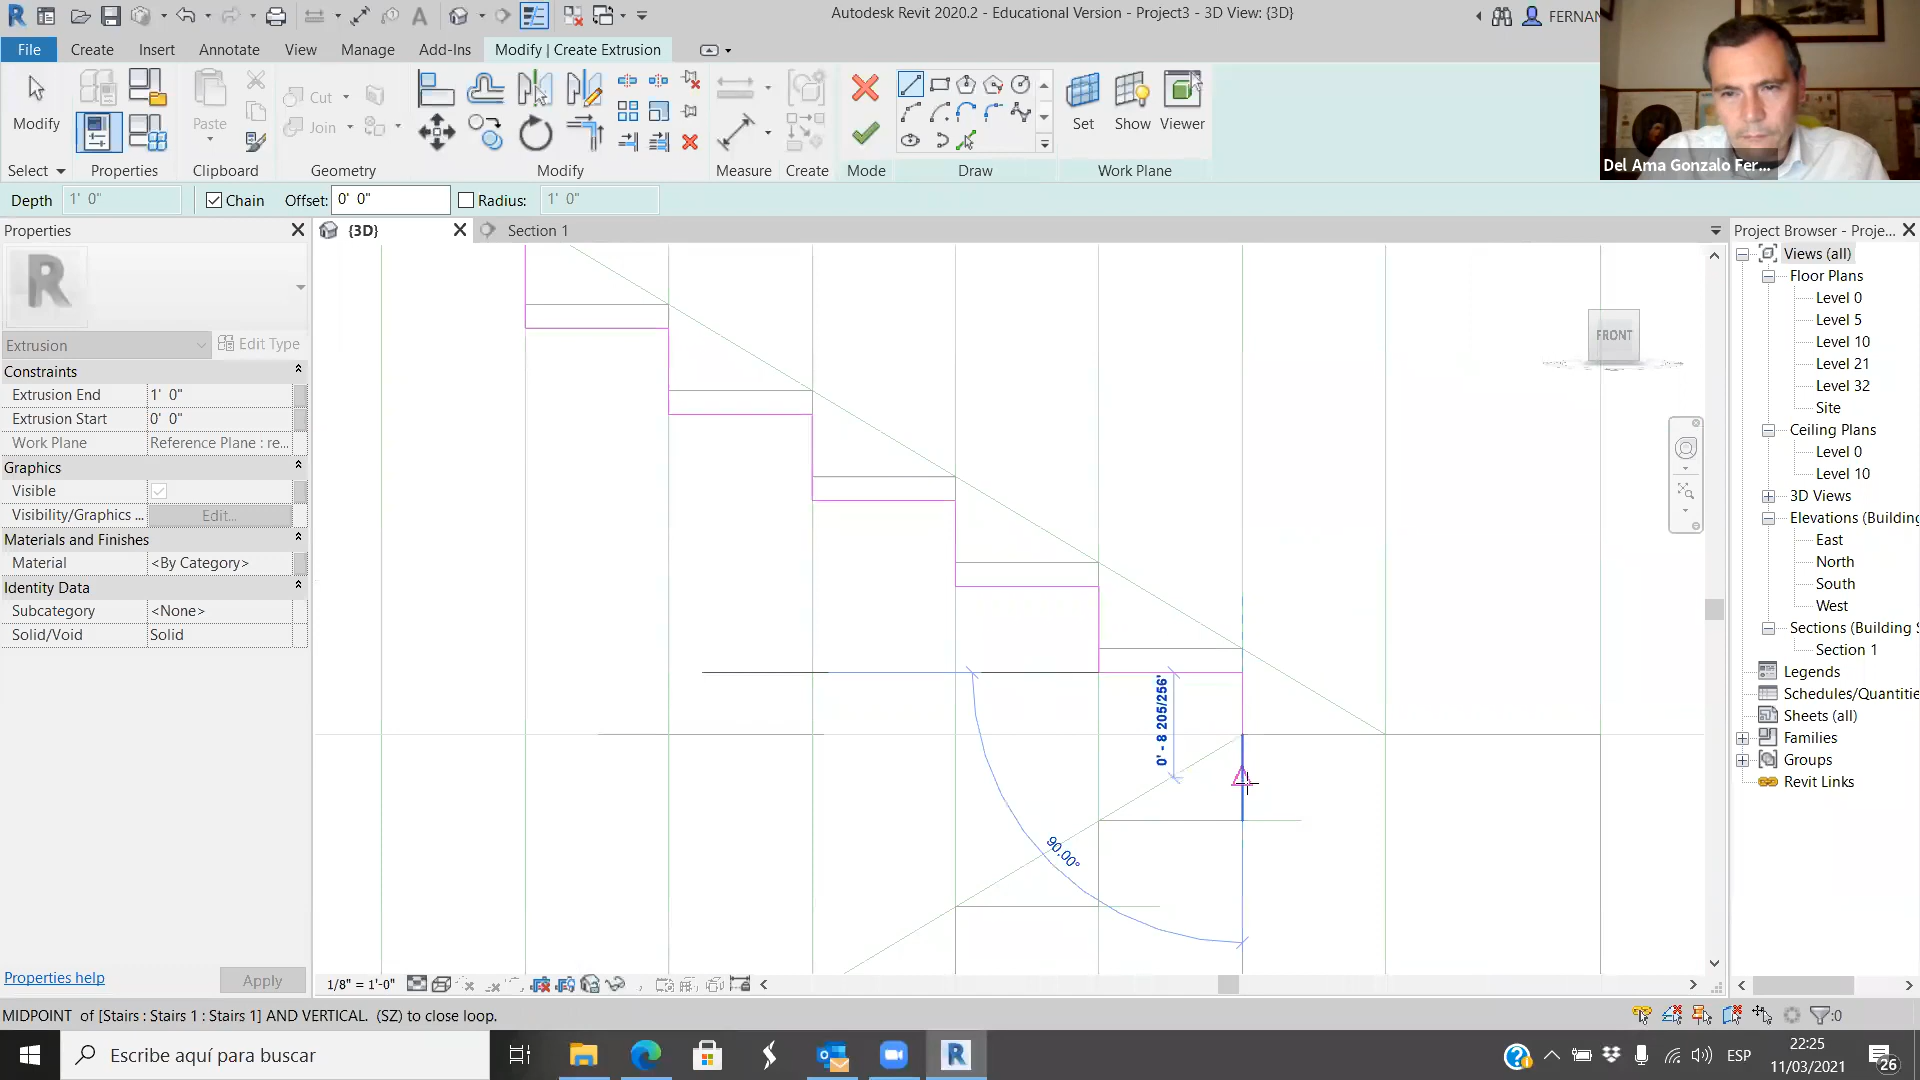 Autodesk Revit 2020.2 - Educational Version - Project3 - 3D View: {3D}
FERNAN
File
Create
Insert
Annotate
View
Manage
Add-Ins
Modify | Create Extrusion
Modify
Paste
Cut
Join
Set
Show
Viewer
Select
Properties
Clipboard
Geometry
Modify
Measure
Create
Mode
Draw
Work Plane
Del Ama Gonzalo Fer...
Depth
1' 0"
Chain
Offset:
0' 0"
Radius:
1' 0"
Properties
{3D}
Section 1
Project Browser - Proje...
R
Extrusion
Edit Type
Constraints
Extrusion End 1' 0"
Extrusion Start 0' 0"
Work Plane Reference Plane : re...
Graphics
Visible
Visibility/Graphics ... Edit...
Materials and Finishes
Material <By Category>
Identity Data
Subcategory <None>
Solid/Void Solid
Properties help
Apply
FRONT
0' - 8 205/256"
90.00°
Views (all)
Floor Plans
Level 0
Level 5
Level 10
Level 21
Level 32
Site
Ceiling Plans
Level 0
Level 10
3D Views
Elevations (Building
East
North
South
West
Sections (Building S
Section 1
Legends
Schedules/Quantitie
Sheets (all)
Families
Groups
Revit Links
1/8" = 1'-0"
MIDPOINT of [Stairs : Stairs 1 : Stairs 1] AND VERTICAL. (SZ) to close loop.
:0
Escribe aquí para buscar
ESP
22:25
11/03/2021
26